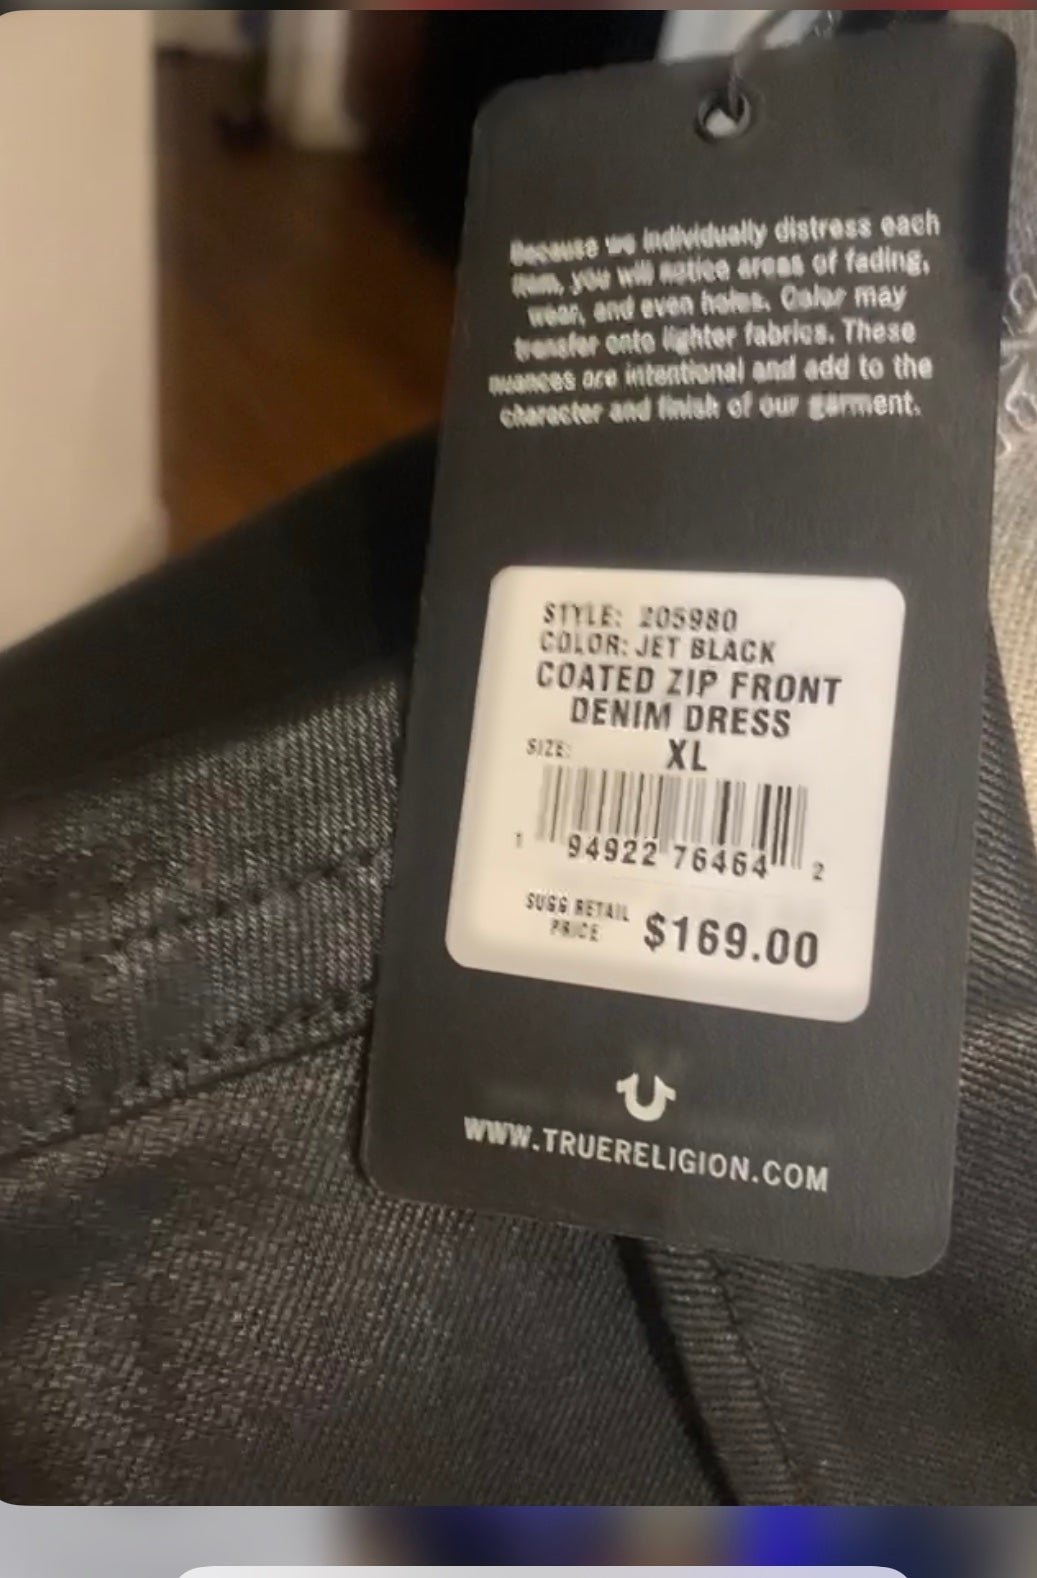 Because we individually distress each
item, you will notice areas of fading,
wear, and even holes. Color may
transfer onto lighter fabrics. These
nuances are intentional and add to the
character and finish of our garment.
STYLE: 205980
COLOR: JET BLACK
COATED ZIP FRONT
DENIM DRESS
SIZE: XL
1 94922 76464 2
SUGG RETAIL
PRICE $169.00
WWW.TRUERELIGION.COM